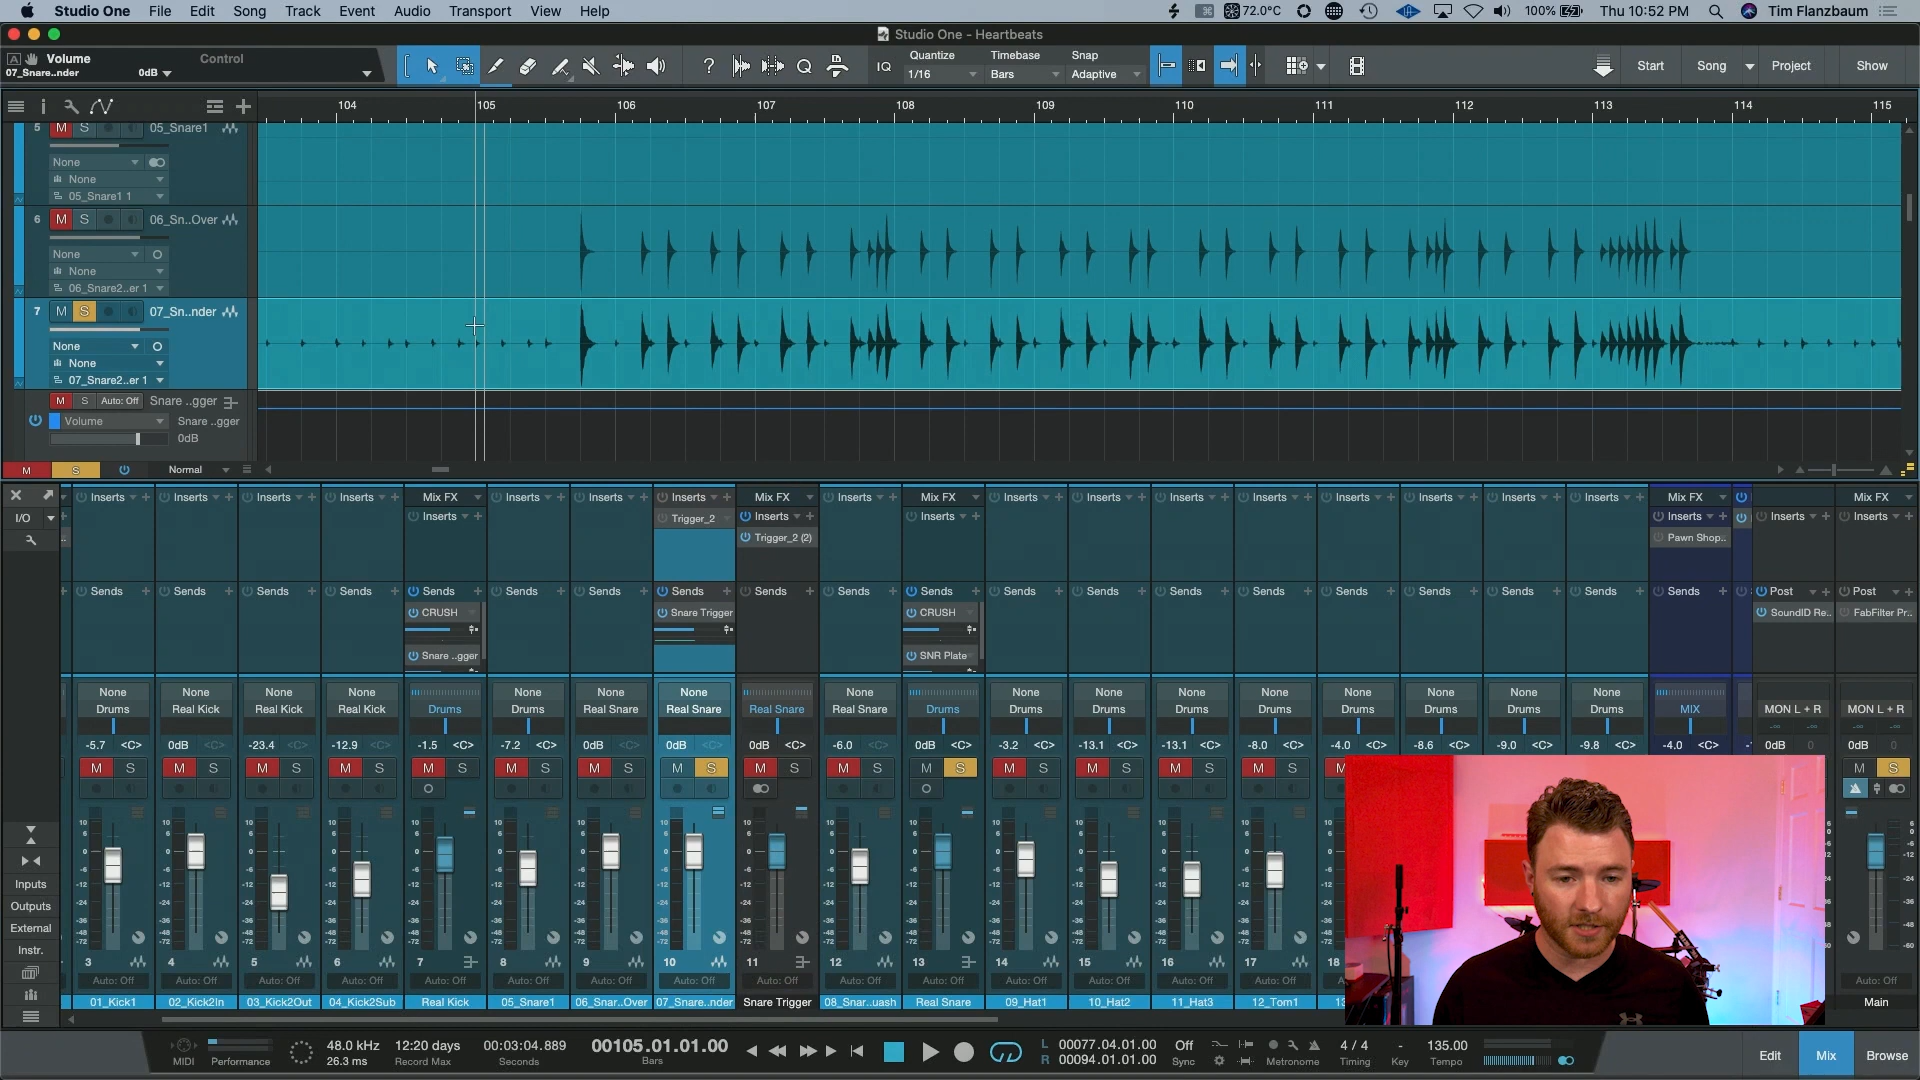 Studio One File Edit Song Track Event Audio Transport View Help 72.0°C 100% Thu 10:52 PM Tim Flanzbaum
Studio One - Heartbeats
Volume Control
07_Snare..nder 0dB
IQ Quantize 1/16 Timebase Bars Snap Adaptive Start Song Project Show
104 105 106 107 108 109 110 111 112 113 114 115
5 M S 05_Snare1
None
None
05_Snare1 1
6 M S 06_Sn..Over
None
None
06_Snare2..er 1
7 M S 07_Sn..nder
None
None
07_Snare2..er 1
M S Auto: Off Snare ..gger
Volume Snare ..gger
0dB
M S Normal
Inserts Inserts Inserts Inserts Mix FX Inserts Inserts Inserts Mix FX Inserts Mix FX Inserts Inserts Inserts Inserts Inserts Inserts Inserts Inserts Mix FX Mix FX
I/O Inserts Trigger_2 Inserts Inserts Inserts Inserts Inserts
Trigger_2 (2) Pawn Shop..
Sends Sends Sends Sends Sends Sends Sends Sends Sends Sends Sends Sends Sends Sends Sends Sends Sends Sends Sends Sends Post Post
CRUSH Snare Trigger CRUSH SoundID Re.. FabFilter Pr..
Snare ..gger SNR Plate
None None None None None None None None None None None None None None None None
Drums Real Kick Real Kick Real Kick Drums Drums Real Snare Real Snare Real Snare Real Snare Drums Drums Drums Drums Drums Drums Drums Drums Drums MIX MON L + R MON L + R
-5.7 <C> 0dB <C> -23.4 <C> -12.9 <C> -1.5 <C> -7.2 <C> 0dB <C> 0dB <C> 0dB <C> -6.0 <C> 0dB <C> -3.2 <C> -13.1 <C> -13.1 <C> -8.0 <C> -4.0 <C> -8.6 <C> -9.0 <C> -9.8 <C> -4.0 <C> 0dB 0dB
M S M S M S M S M S M S M S M S M S M S M S M S M S M S M S M M S
Inputs
Outputs
External
Instr.
3 4 5 6 7 8 9 10 11 12 13 14 15 16 17 18
Auto: Off Auto: Off Auto: Off Auto: Off Auto: Off Auto: Off Auto: Off Auto: Off Auto: Off Auto: Off Auto: Off Auto: Off Auto: Off Auto: Off Auto: Off Auto: Off
01_Kick1 02_Kick2In 03_Kick2Out 04_Kick2Sub Real Kick 05_Snare1 06_Snar..Over 07_Snare..nder Snare Trigger 08_Snar..uash Real Snare 09_Hat1 10_Hat2 11_Hat3 12_Tom1 Main
MIDI Performance 48.0 kHz 26.3 ms 12:20 days Record Max 00:03:04.889 Seconds 00105.01.01.00 Bars L 00077.04.01.00 R 00094.01.01.00 Off Sync Metronome 4 / 4 Timing - Key 135.00 Tempo Edit Mix Browse